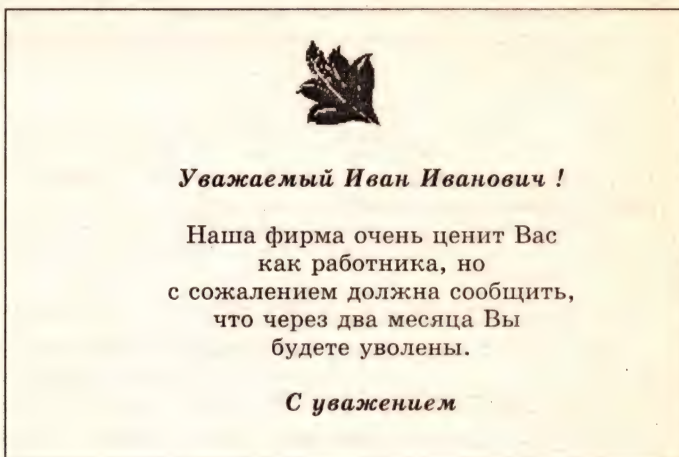 Уважаемый Иван Иванович !
Наша фирма очень ценит Вас
как работника, но
с сожалением должна сообщить,
что через два месяца Вы
будете уволены.
С уважением